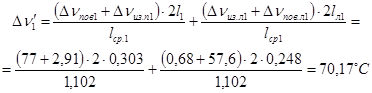 Δν′₁ = (Δν_пов1 + Δν_из.п1) · 2l₁ / l_ср.1 + (Δν_из.л1 + Δν_пов.л1) · 2l_л1 / l_ср1 =
= (77 + 2,91) · 2 · 0,303 / 1,102 + (0,68 + 57,6) · 2 · 0,248 / 1,102 = 70,17°C